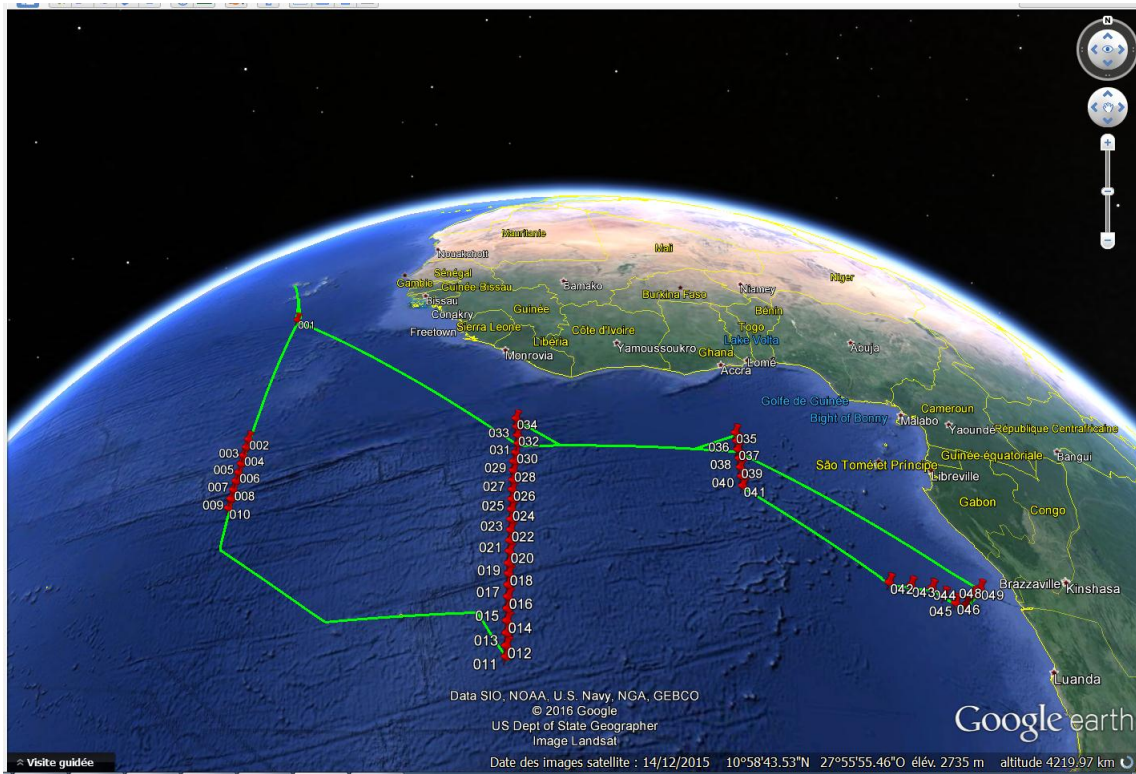 N
Mauritanie
Nouakchott
Mali
Sénégal
Gambie
Niger
Guinée-Bissau
Bissau
Bamako
Niamey
Burkina Faso
Guinée
Bénin
Conakry
001
Sierra Leone
Côte d'Ivoire
Togo
Freetown
Liberia
Lake Volta
Yamoussoukro
Abuja
Monrovia
Ghana
Lomé
Accra
Golfe de Guinée
Cameroun
Bight of Bonny
Malabo
034
Yaounde
République Centrafricaine
033
035
002
032
036
003
031
037
Guinée-équatoriale
Bangui
004
030
038
São Tomé et Príncipe
005
029
039
Libreville
006
028
040
007
027
041
Gabon
008
026
Congo
009
025
010
024
023
022
021
020
019
018
Brazzaville
Kinshasa
017
042
043
044
048
049
016
045
046
015
014
013
012
011
Luanda
Data SIO, NOAA, U.S. Navy, NGA, GEBCO
© 2016 Google
US Dept of State Geographer
Image Landsat
Google earth
Visite guidée
Date des images satellite : 14/12/2015 10°58'43.53"N 27°55'55.46"O élév. 2735 m altitude 4219.97 km